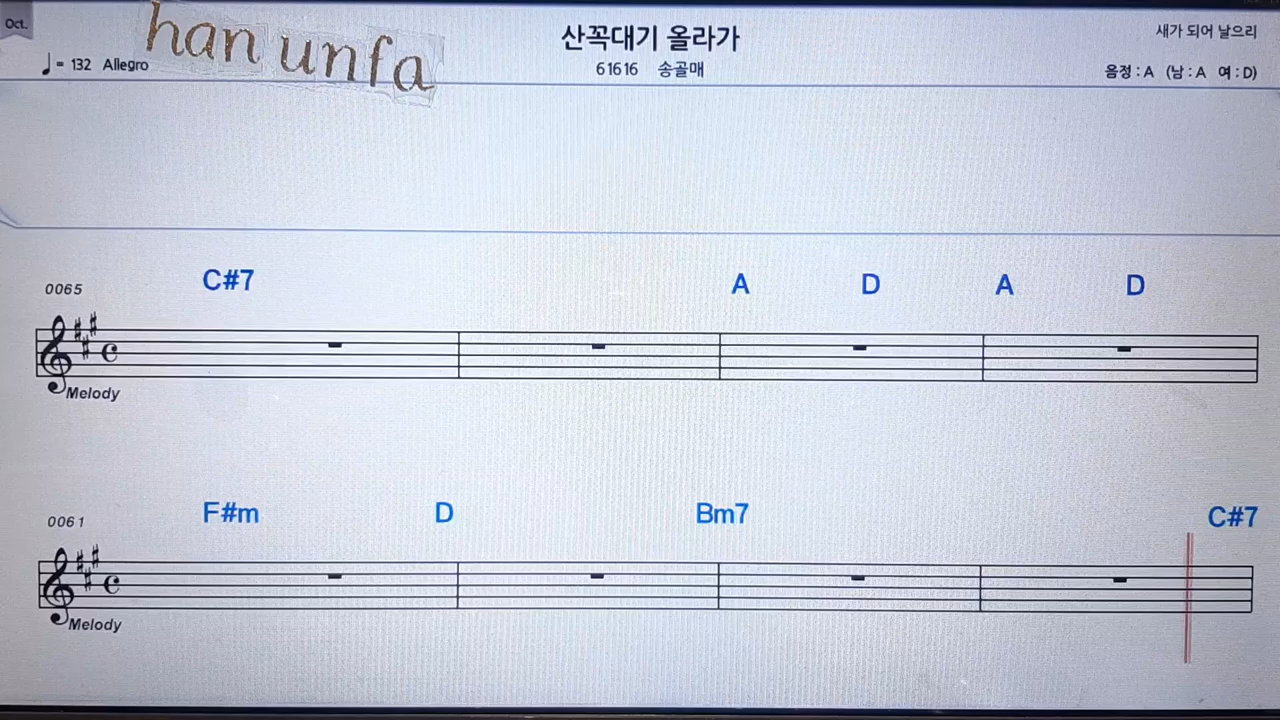 Oct.
han unfa
산꼭대기 올라가
새가 되어 날으리
♩= 132 Allegro
61616 송골매
음정 : A (남 : A 여 : D)
C#7 A D A D
0065
Melody
F#m D Bm7 C#7
0061
Melody